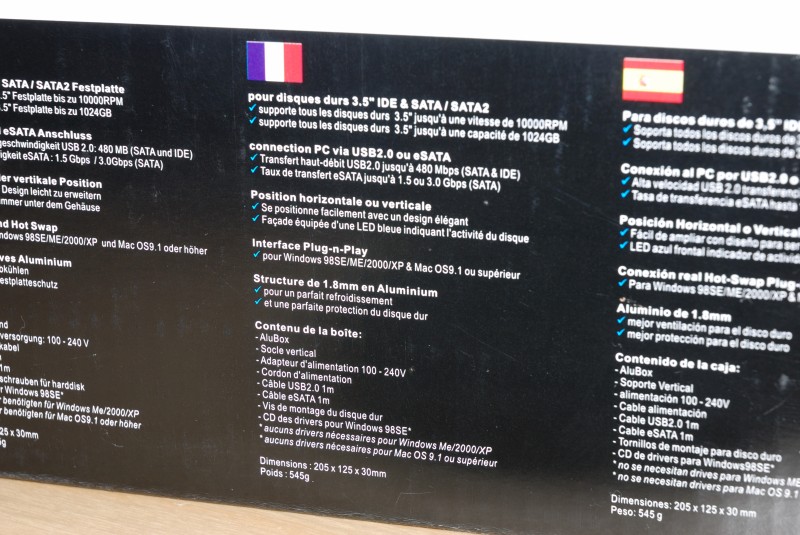 SATA / SATA2 Festplatte
.5" Festplatte bis zu 10000RPM
.5" Festplatte bis zu 1024GB
eSATA Anschluss
geschwindigkeit USB 2.0: 480 MB (SATA und IDE)
igkeit eSATA : 1.5 Gbps / 3.0Gbps (SATA)
er vertikale Position
Design leicht zu erweitern
ummer unter dem Gehäuse
nd Hot Swap
ndows 98SE/ME/2000/XP und Mac OS9.1 oder höher
ves Aluminium
bkühlen
estplattenschutz
nd
versorgung: 100 - 240 V
kabel
m
1m
schrauben für harddisk
r Windows 98SE*
r benötigten für Windows Me/2000/XP
r benötigten für Mac OS9.1 oder höher
25 x 30mm
g
pour disques durs 3.5" IDE & SATA / SATA2
✓ supporte tous les disques durs 3.5" jusqu'à une vitesse de 10000RPM
✓ supporte tous les disques durs 3.5" jusqu'à une capacité de 1024GB
connection PC via USB2.0 ou eSATA
✓ Transfert haut-débit USB2.0 jusqu'à 480 Mbps (SATA & IDE)
✓ Taux de transfert eSATA jusqu'à 1.5 ou 3.0 Gbps (SATA)
Position horizontale ou verticale
✓ Se positionne facilement avec un design élégant
✓ Façade équipée d'une LED bleue indiquant l'activité du disque
Interface Plug-n-Play
✓ pour Windows 98SE/ME/2000/XP & Mac OS9.1 ou supérieur
Structure de 1.8mm en Aluminium
✓ pour un parfait refroidissement
✓ et une parfaite protection du disque dur
Contenu de la boîte:
- AluBox
- Socle vertical
- Adapteur d'alimentation 100 - 240V
- Cordon d'alimentation
- Câble USB2.0 1m
- Câble eSATA 1m
- Vis de montage du disque dur
- CD des drivers pour Windows 98SE*
* aucuns drivers nécessaires pour Windows Me/2000/XP
* aucuns drivers nécessaires pour Mac OS 9.1 ou supérieur
Dimensions : 205 x 125 x 30mm
Poids : 545g
Para discos duros de 3,5" ID
✓ Soporta todos los discos duros de 3
✓ Soporta todos los discos duros de 3
Conexión al PC por USB2.0 o
✓ Alta velocidad USB 2.0 transferen
✓ Tasa de transferencia eSATA hasta
Posición Horizontal o Vertical
✓ Fácil de ampliar con diseño para ser
✓ LED azul frontal indicador de activid
Conexión real Hot-Swap Plug-
✓ Para Windows 98SE/ME/2000/XP &
Aluminio de 1.8mm
✓ mejor ventilación para el disco duro
✓ mejor protección para el disco duro
Contenido de la caja:
- AluBox
- Soporte Vertical
- alimentación 100 - 240V
- Cable alimentación
- Cable USB2.0 1m
- Cable eSATA 1m
- Tornillos de montaje para disco duro
- CD de drivers para Windows98SE*
* no se necesitan drives para Windows ME
* no se necesitan drivers para Mac OS 9.1
Dimensiones: 205 x 125 x 30 mm
Peso: 545 g